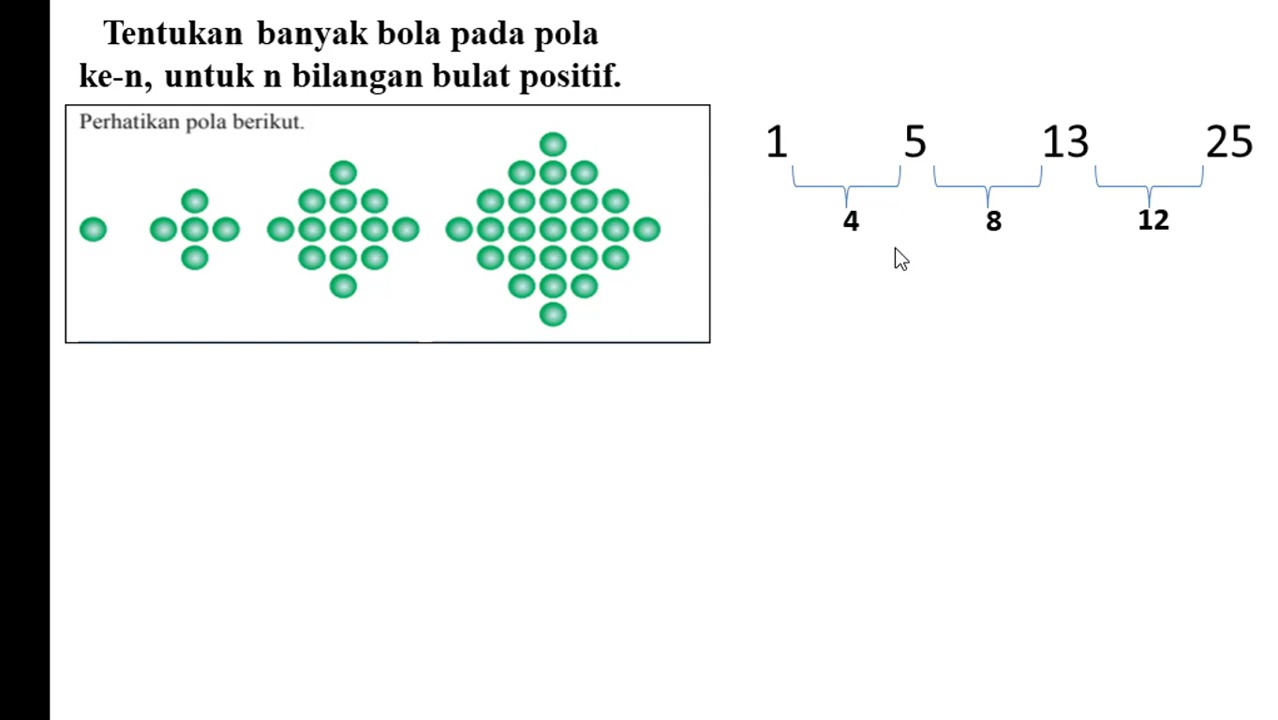 Tentukan banyak bola pada pola
ke-n, untuk n bilangan bulat positif.
Perhatikan pola berikut.
1 5 13 25
4 8 12